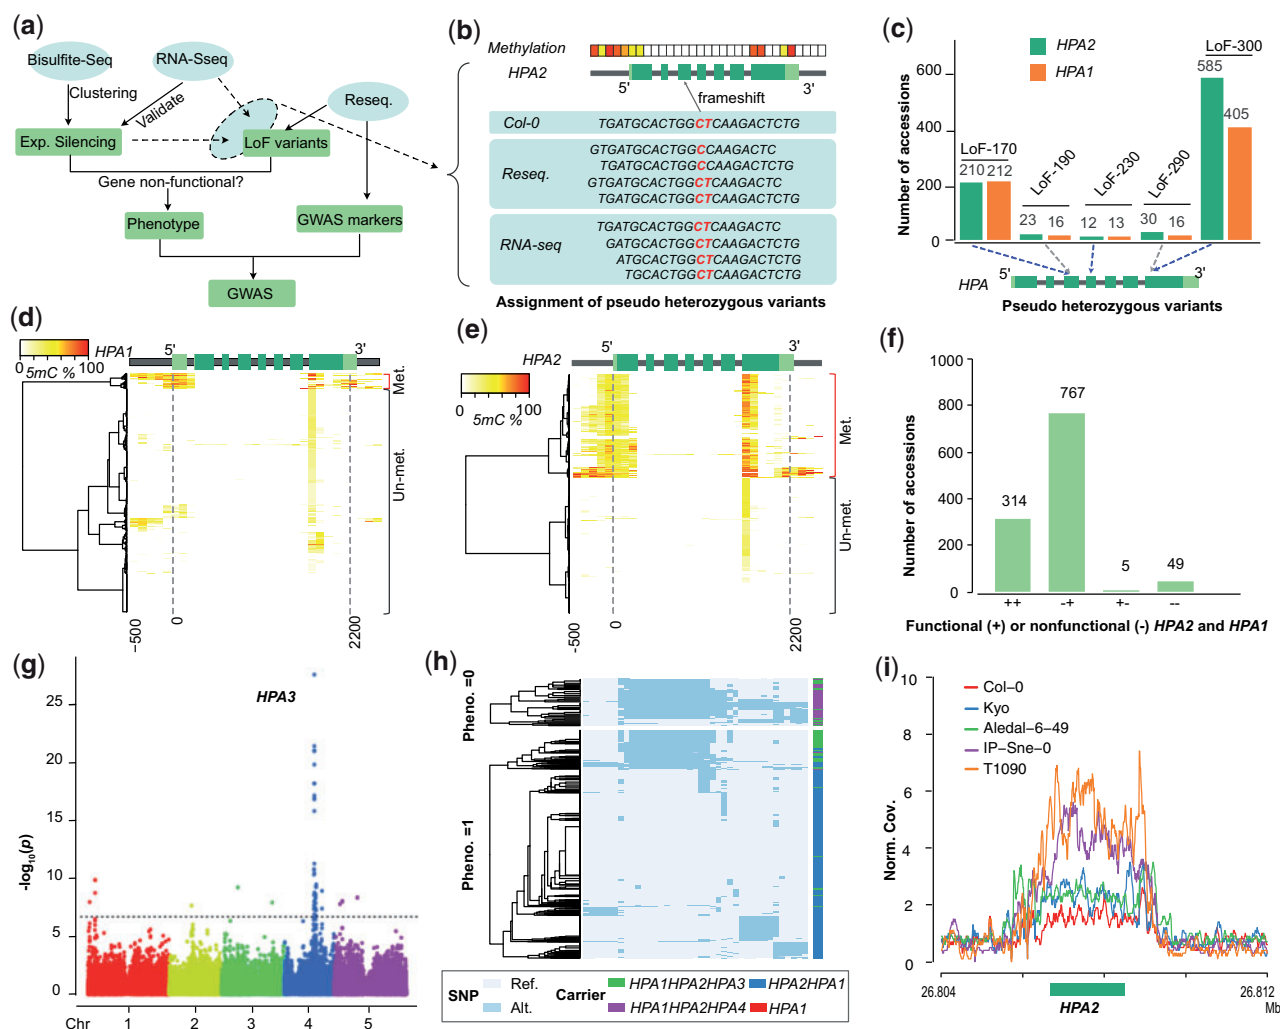 (a)
Bisulfite-Seq
RNA-Sseq
Clustering
Validate
Reseq.
Exp. Silencing
LoF variants
Gene non-functional?
Phenotype
GWAS markers
GWAS
(b)
Methylation
HPA2
5'
3'
frameshift
Col-0
TGATGCACTGGCTCAAGACTCTG
Reseq.
GTGATGCACTGGCCAAGACTC
TGATGCACTGGCCAAGACTCTG
GTGATGCACTGGCTCAAGACTC
TGATGCACTGGCTCAAGACTCTG
RNA-seq
TGATGCACTGGCTCAAGACTC
GATGCACTGGCTCAAGACTCTG
ATGCACTGGCTCAAGACTCTG
TGCACTGGCTCAAGACTCTG
Assignment of pseudo heterozygous variants
(c)
HPA2
HPA1
Number of accessions
600
400
200
0
LoF-170
210 212
LoF-190
23 16
LoF-230
12 13
LoF-290
30 16
LoF-300
585
405
5'
3'
HPA
Pseudo heterozygous variants
(d)
0 100
5mC %
HPA1
5'
3'
Met.
Un-met.
-500
0
2200
(e)
0 100
5mC %
HPA2
5'
3'
Met.
Un-met.
-500
0
2200
(f)
Number of accessions
1000
800
600
400
200
0
314
767
5
49
++ -+ +- --
Functional (+) or nonfunctional (-) HPA2 and HPA1
(g)
HPA3
-log10(p)
25
20
15
10
5
0
Chr 1 2 3 4 5
(h)
Pheno. =0
Pheno. =1
SNP
Ref.
Alt.
Carrier
HPA1HPA2HPA3
HPA2HPA1
HPA1HPA2HPA4
HPA1
(i)
Norm. Cov.
10
8
6
4
2
0
Col-0
Kyo
Aledal-6-49
IP-Sne-0
T1090
26.804
26.812
HPA2
Mb